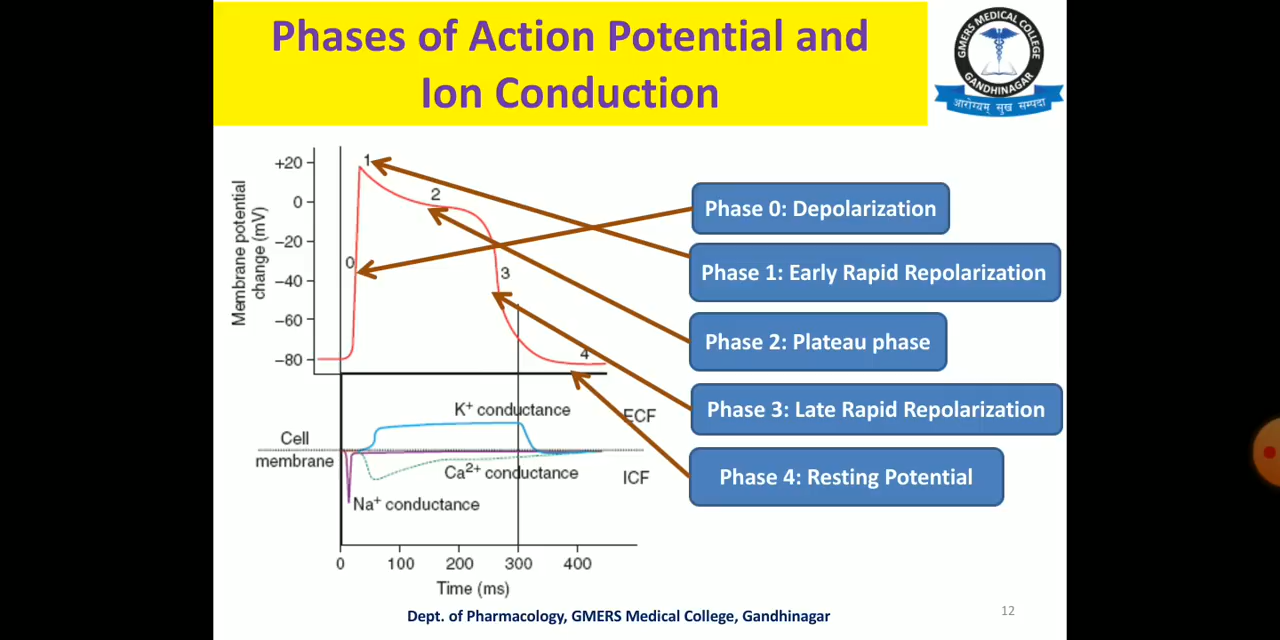 Phases of Action Potential and
Ion Conduction
GMERS MEDICAL COLLEGE
GANDHINAGAR
आरोग्यम् सुख सम्पदा
Membrane potential
change (mV)
+20
0
−20
−40
−60
−80
0
1
2
3
4
Phase 0: Depolarization
Phase 1: Early Rapid Repolarization
Phase 2: Plateau phase
Phase 3: Late Rapid Repolarization
Phase 4: Resting Potential
K+ conductance
ECF
Cell
membrane
Ca2+ conductance
ICF
Na+ conductance
0 100 200 300 400
Time (ms)
Dept. of Pharmacology, GMERS Medical College, Gandhinagar
12